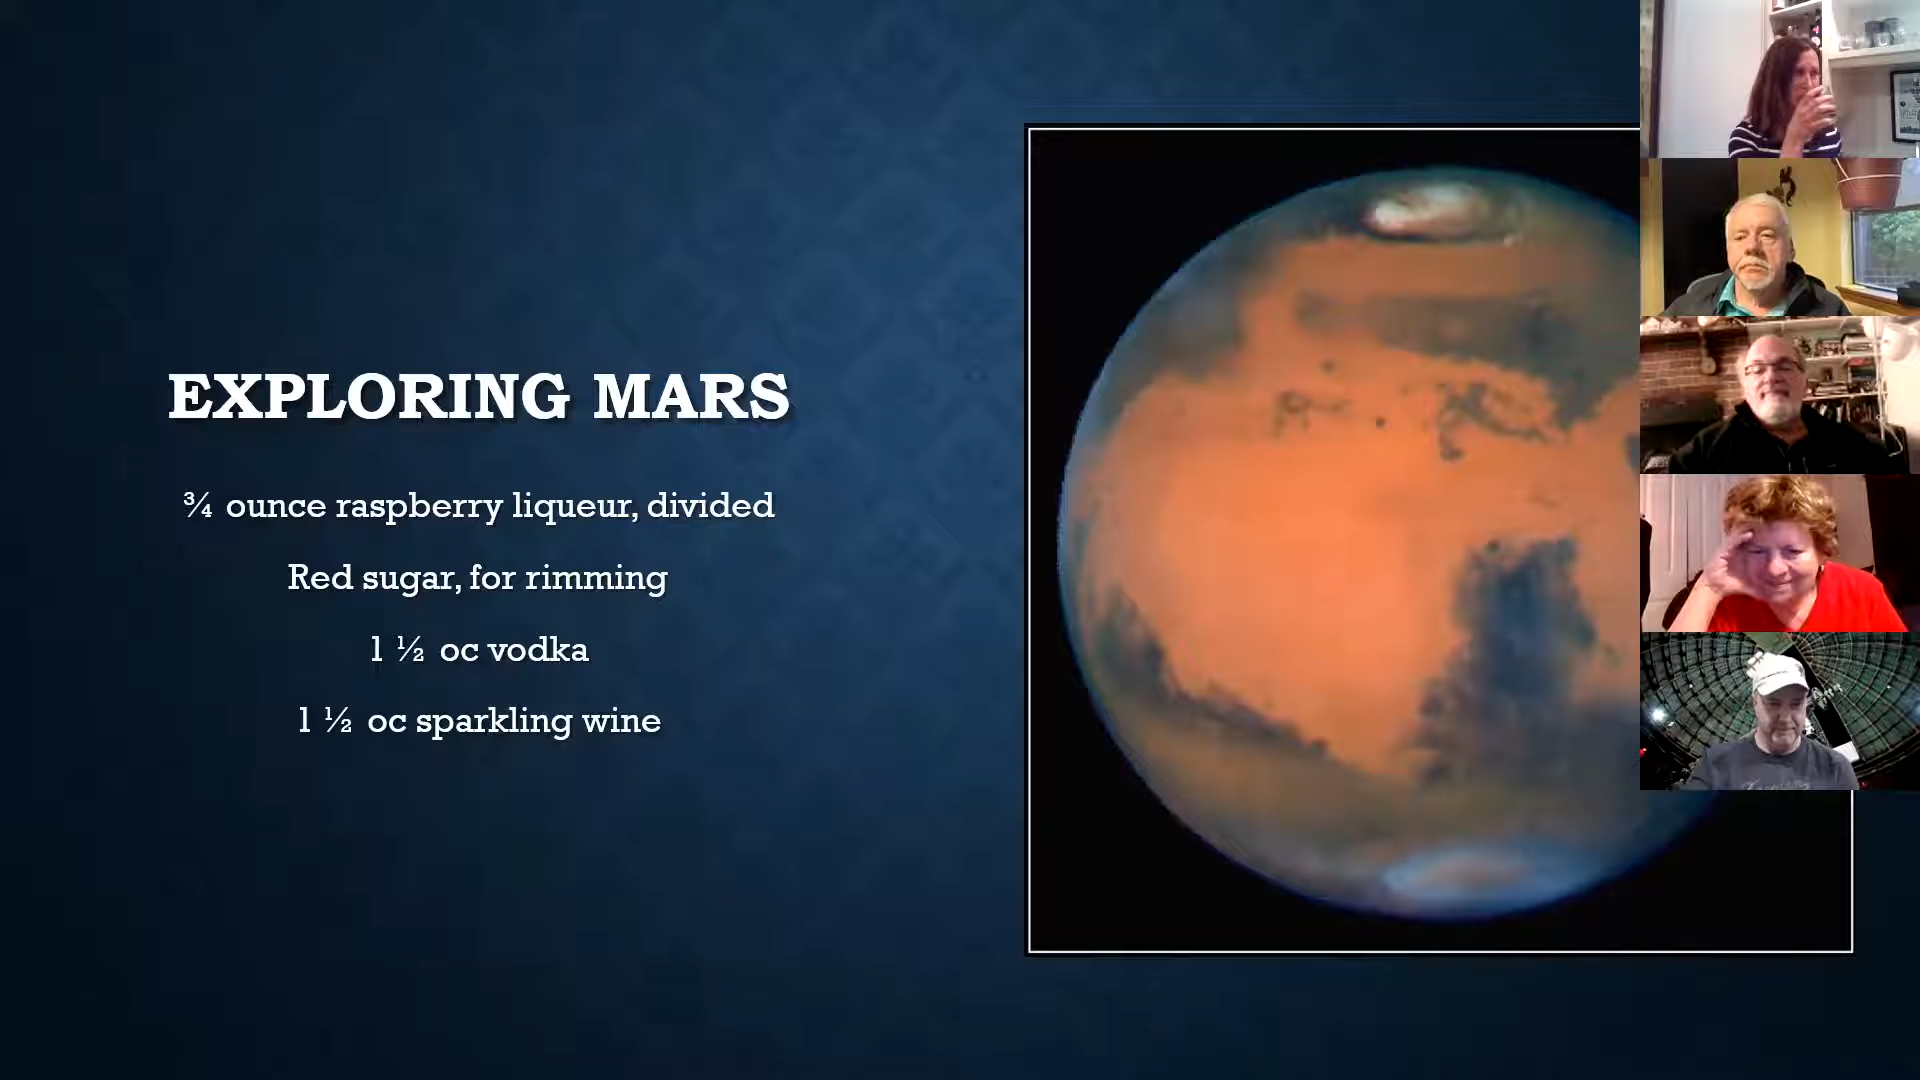 EXPLORING MARS
¾ ounce raspberry liqueur, divided
Red sugar, for rimming
1 ½ oc vodka
1 ½ oc sparkling wine